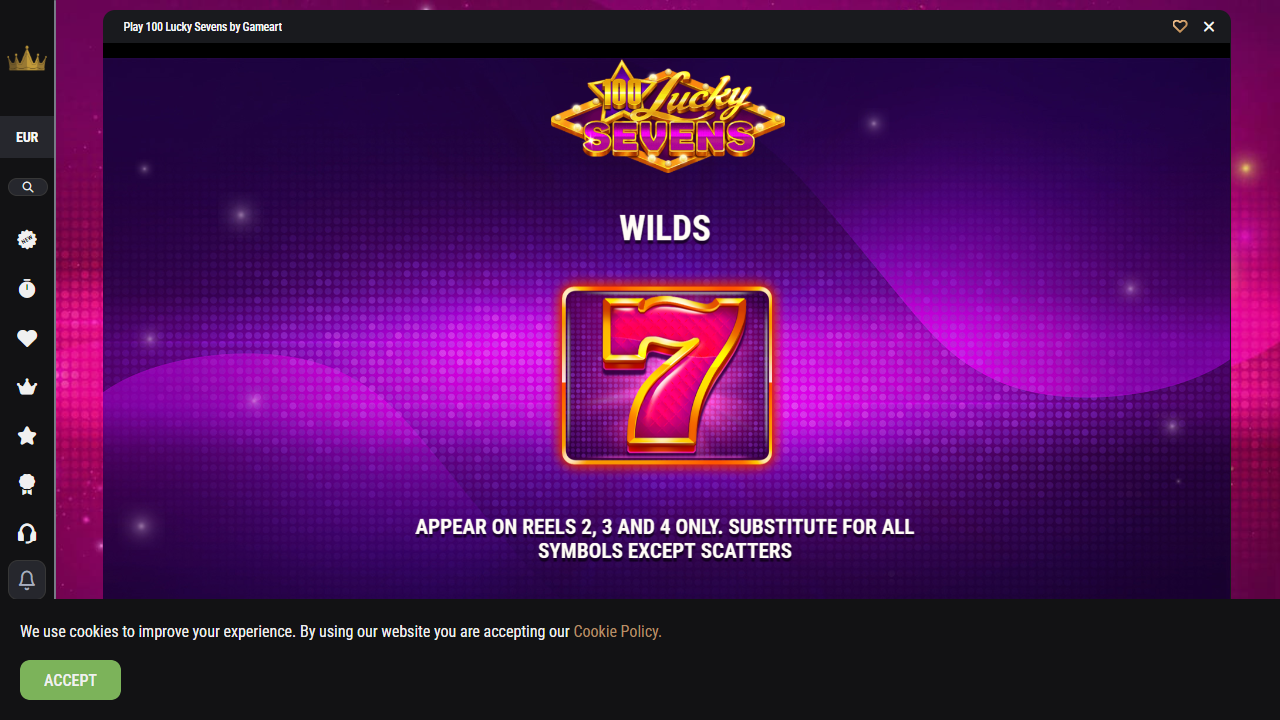 Play 100 Lucky Sevens by Gameart
EUR
NEW
100 Lucky
SEVENS
WILDS
7
APPEAR ON REELS 2, 3 AND 4 ONLY. SUBSTITUTE FOR ALL
SYMBOLS EXCEPT SCATTERS
We use cookies to improve your experience. By using our website you are accepting our Cookie Policy.
ACCEPT